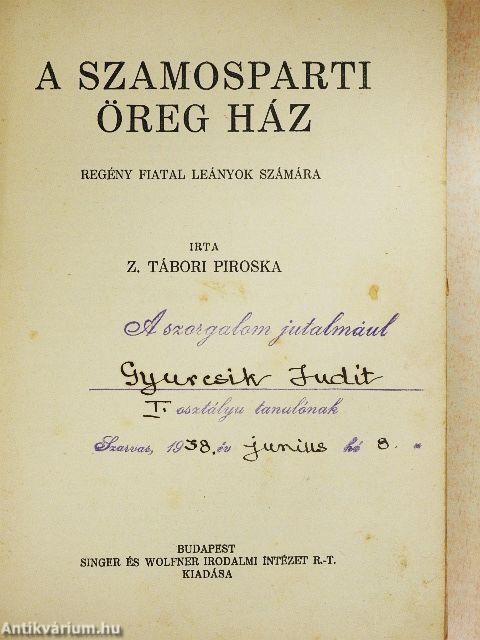 A SZAMOSPARTI
ÖREG HÁZ
REGÉNY FIATAL LEÁNYOK SZÁMÁRA
IRTA
Z. TÁBORI PIROSKA
A szorgalom jutalmául
Gyurcsik Judit
I. osztályu tanulónak
Szarvas, 1938. év junius hó 8. n
BUDAPEST
SINGER ÉS WOLFNER IRODALMI INTÉZET R.-T.
KIADÁSA
Antikvárium.hu